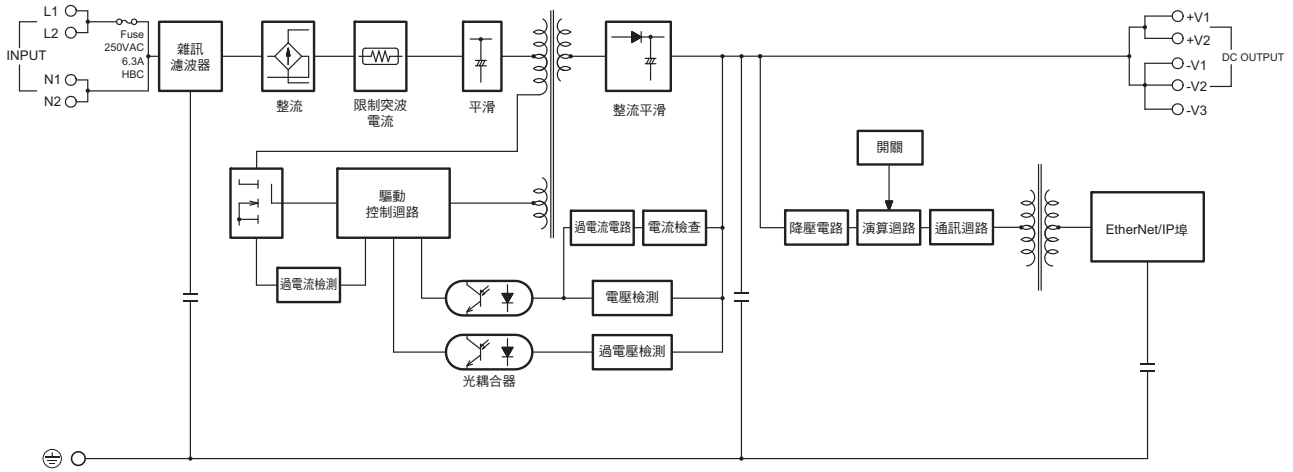 L1
L2
INPUT
N1
N2
Fuse
250VAC
6.3A
HBC
雜訊
濾波器
整流
限制突波
電流
平滑
整流平滑
+V1
+V2
DC OUTPUT
-V1
-V2
-V3
開關
驅動
控制迴路
過電流電路
電流檢查
降壓電路
演算迴路
通訊迴路
EtherNet/IP埠
過電流檢測
電壓檢測
過電壓檢測
光耦合器